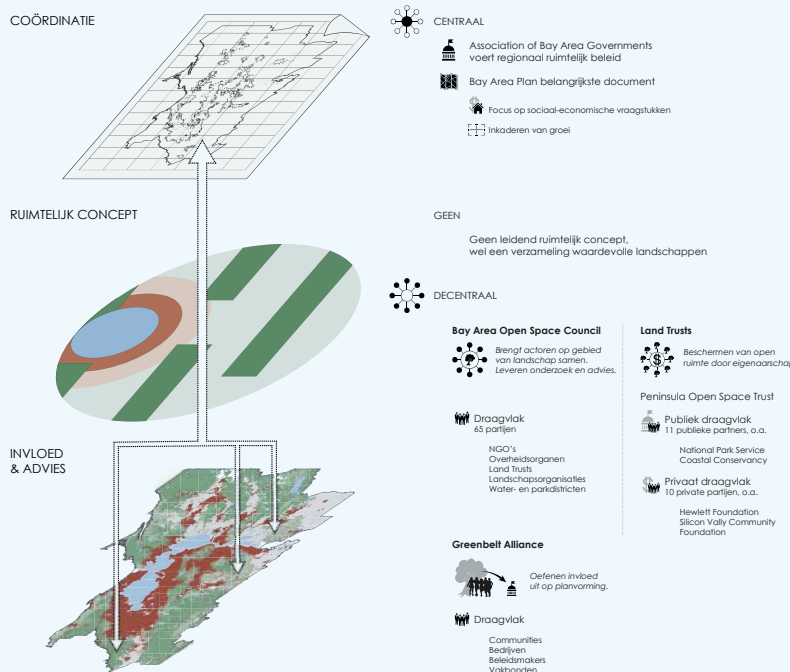 COÖRDINATIE
CENTRAAL
Association of Bay Area Governments
voert regionaal ruimtelijk beleid
Bay Area Plan belangrijkste document
Focus op sociaal-economische vraagstukken
Inkaderen van groei
RUIMTELIJK CONCEPT
GEEN
Geen leidend ruimtelijk concept,
wel een verzameling waardevolle landschappen
DECENTRAAL
Bay Area Open Space Council
Brengt actoren op gebied
van landschap samen.
Leveren onderzoek en advies.
Draagvlak
65 partijen
NGO's
Overheidsorganen
Land Trusts
Landschapsorganisaties
Water- en parkdistricten
Land Trusts
$
Beschermen van open
ruimte door eigenaarschap
Peninsula Open Space Trust
Publiek draagvlak
11 publieke partners, o.a.
National Park Service
Coastal Conservancy
Privaat draagvlak
10 private partijen, o.a.
Hewlett Foundation
Silicon Vally Community
Foundation
INVLOED
& ADVIES
Greenbelt Alliance
Oefenen invloed
uit op planvorming.
Draagvlak
Communities
Bedrijven
Beleidsmakers
Vakbonden